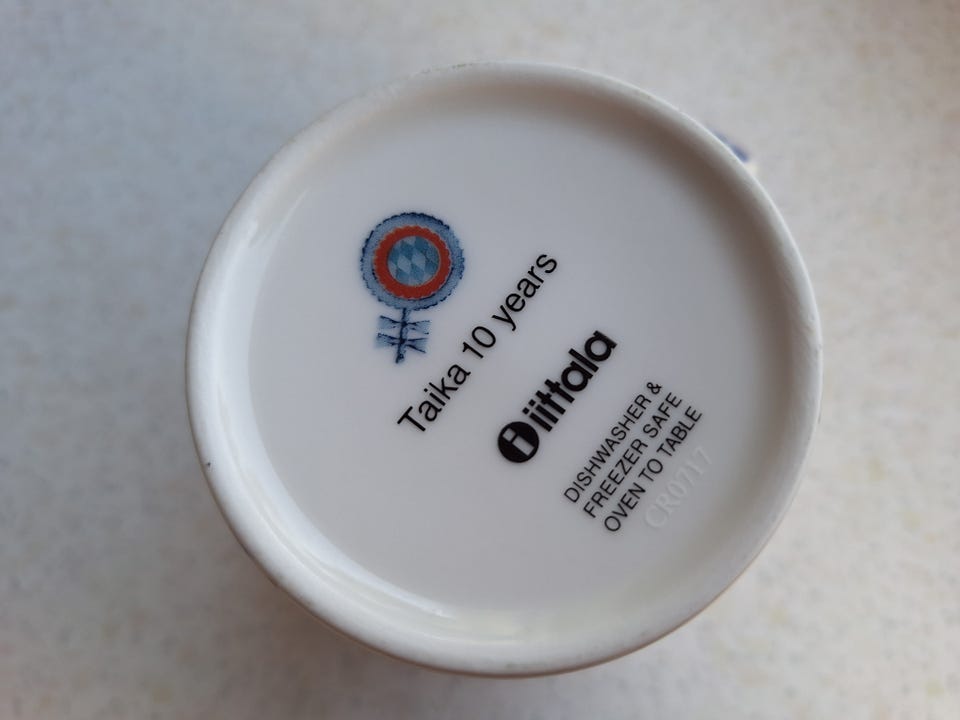 Taika 10 years
iittala
DISHWASHER &
FREEZER SAFE
OVEN TO TABLE
CR0717